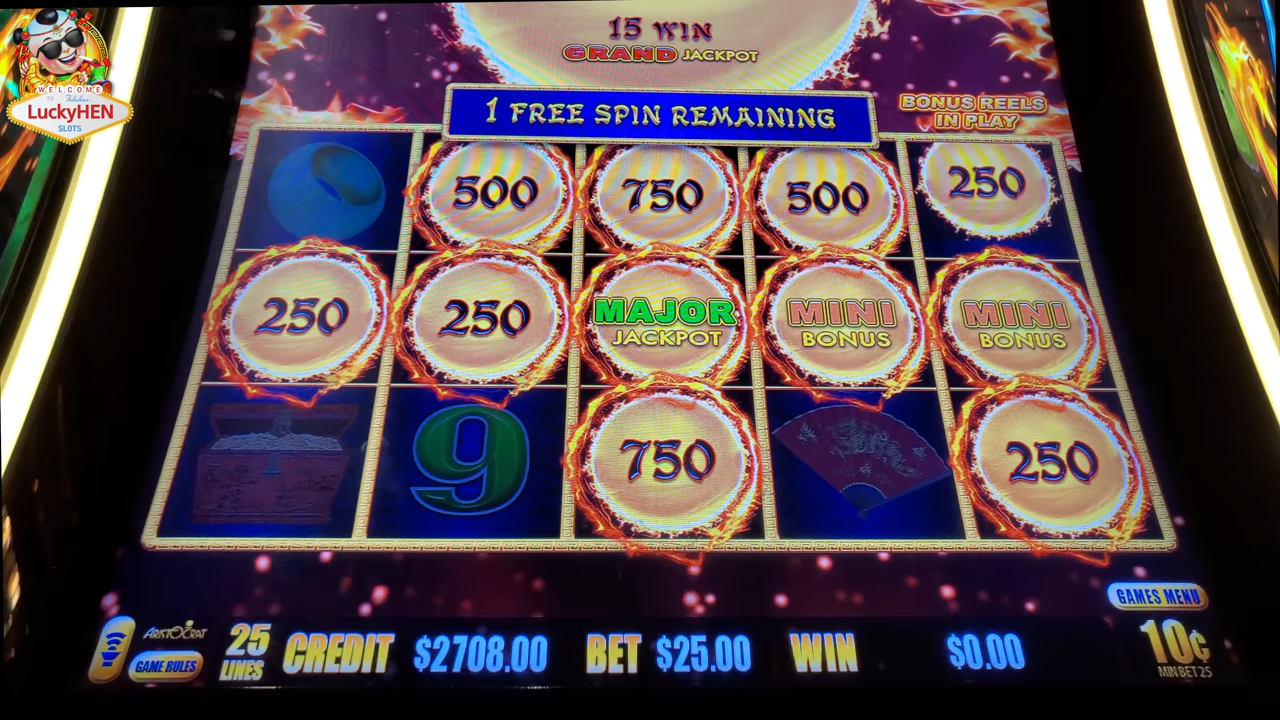 15 WIN
GRAND JACKPOT
WELCOME
TO Fabulous
LuckyHEN
SLOTS
1 FREE SPIN REMAINING
BONUS REELS
IN PLAY
500
750
500
250
250
250
MAJOR
JACKPOT
MINI
BONUS
MINI
BONUS
9
750
250
GAMES MENU
ARISTOCRAT
GAME RULES
25
LINES
CREDIT $2708.00
BET $25.00
WIN $0.00
10¢
MIN BET 25